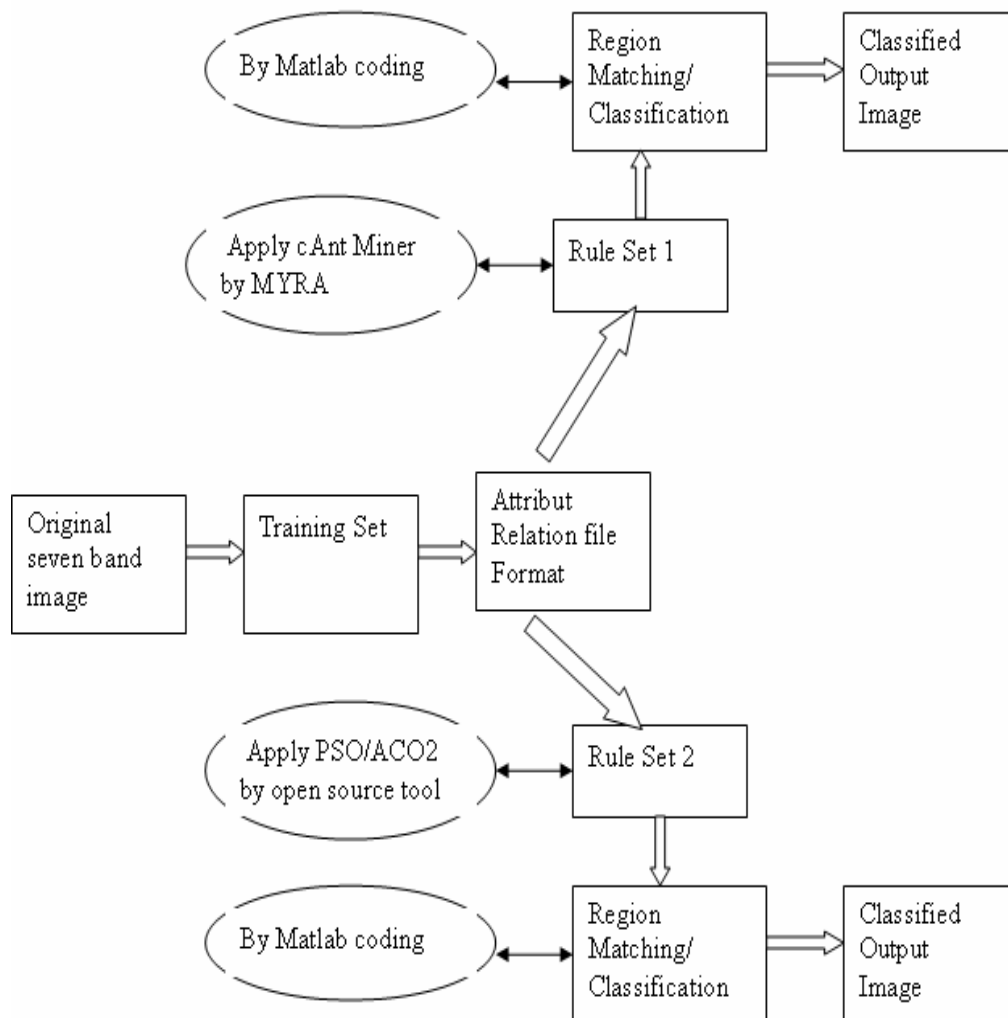 By Matlab coding
Region
Matching/
Classification
Classified
Output
Image
Apply cAnt Miner
by MYRA
Rule Set 1
Original
seven band
image
Training Set
Attribut
Relation file
Format
Apply PSO/ACO2
by open source tool
Rule Set 2
By Matlab coding
Region
Matching/
Classification
Classified
Output
Image